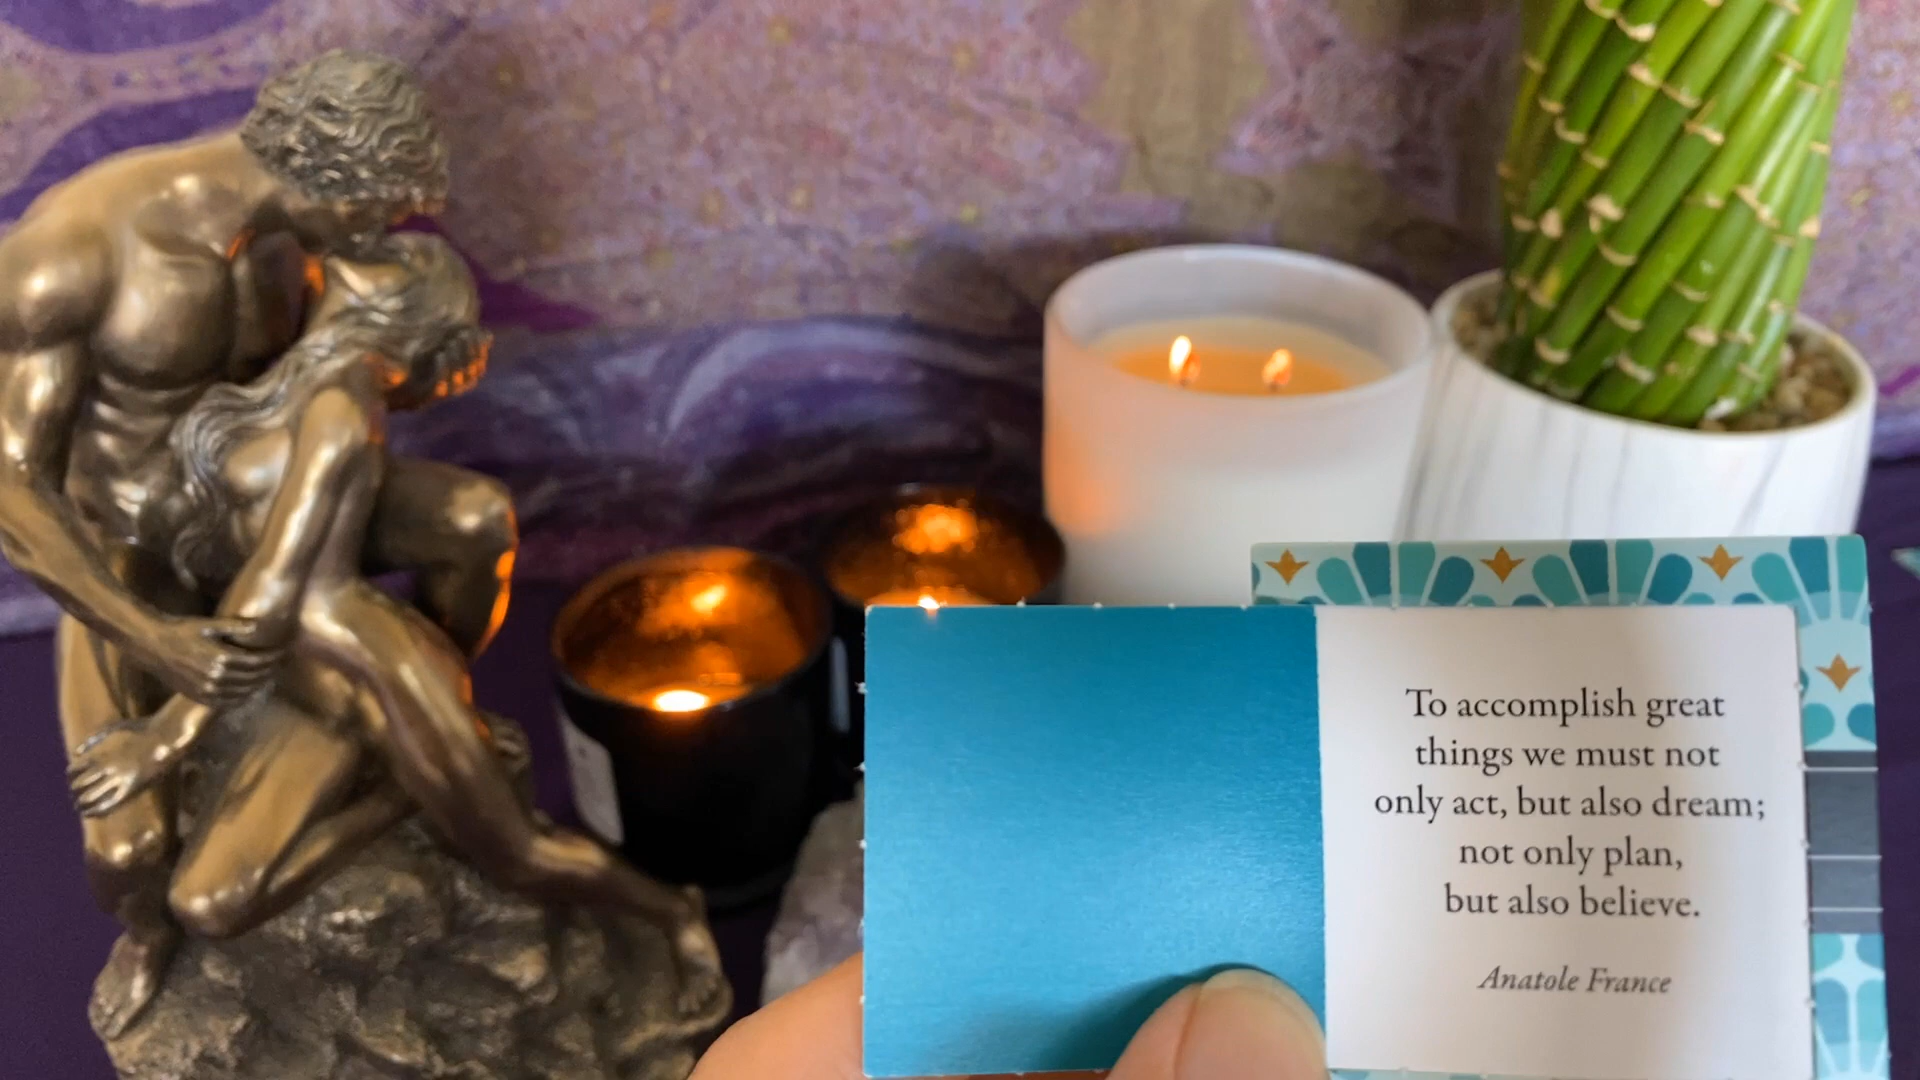 To accomplish great
things we must not
only act, but also dream;
not only plan,
but also believe.
Anatole France